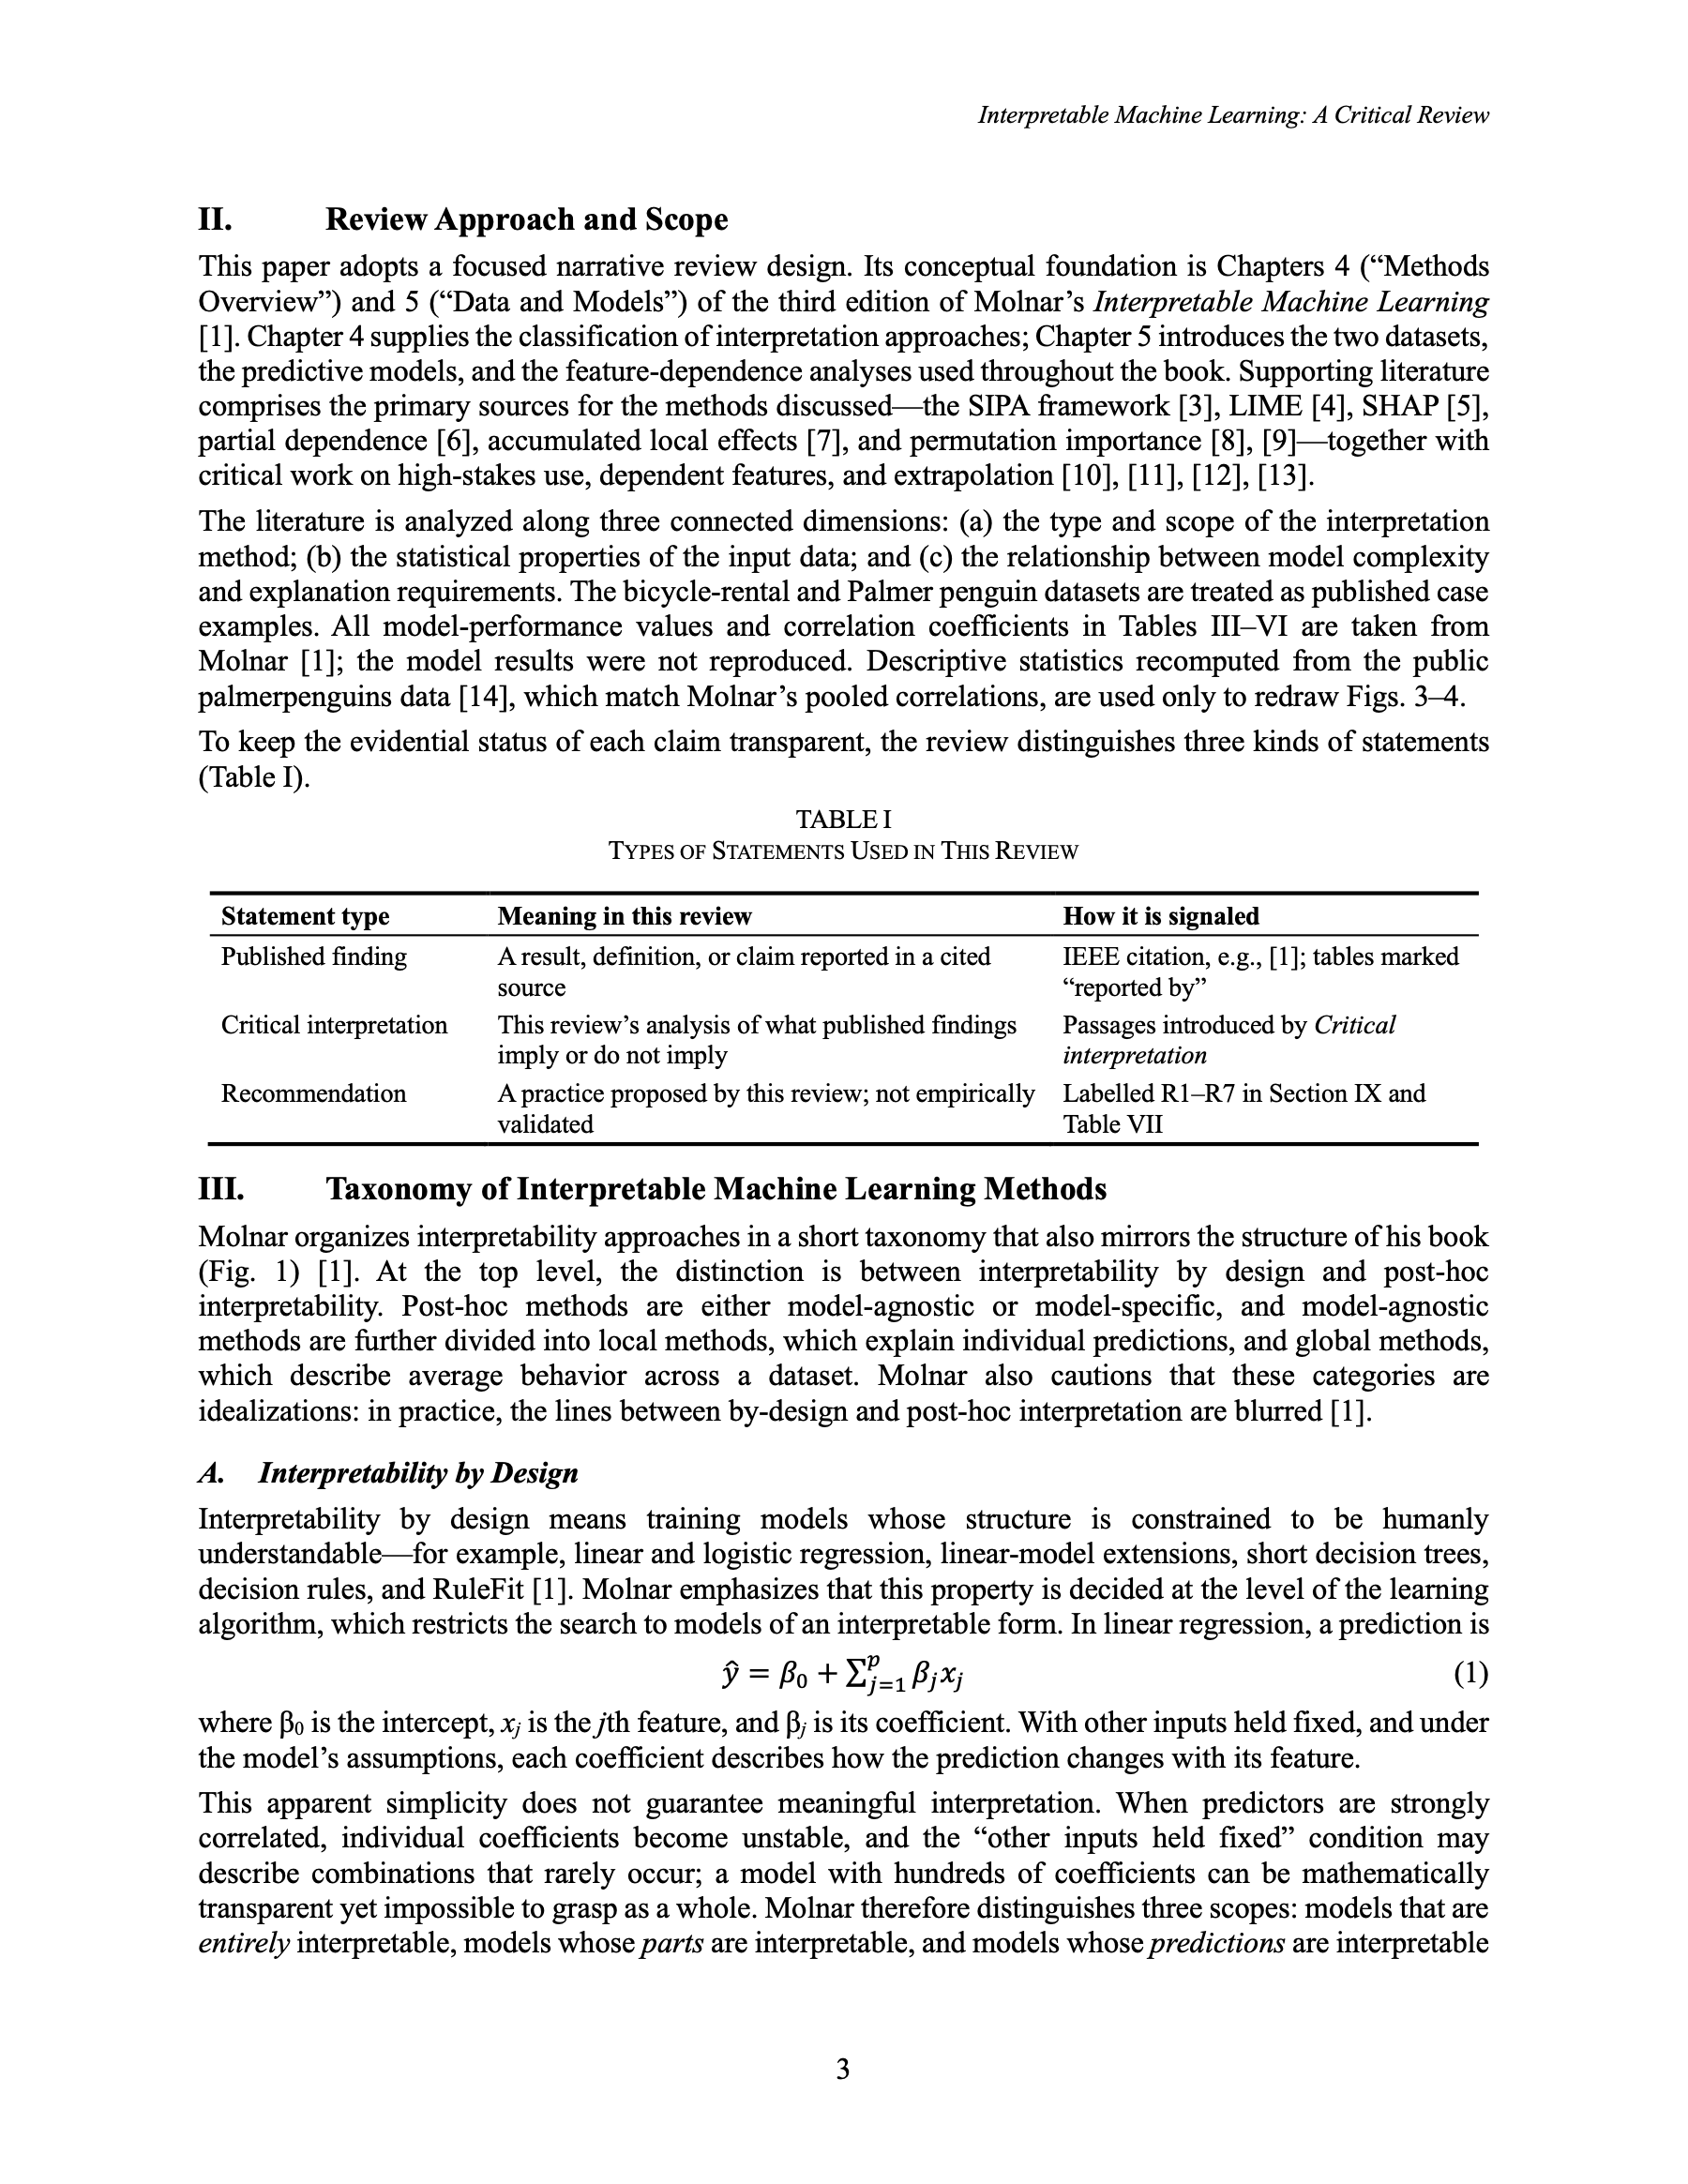 Interpretable Machine Learning: A Critical Review
II. Review Approach and Scope
This paper adopts a focused narrative review design. Its conceptual foundation is Chapters 4 (“Methods
Overview”) and 5 (“Data and Models”) of the third edition of Molnar’s Interpretable Machine Learning
[1]. Chapter 4 supplies the classification of interpretation approaches; Chapter 5 introduces the two datasets,
the predictive models, and the feature-dependence analyses used throughout the book. Supporting literature
comprises the primary sources for the methods discussed—the SIPA framework [3], LIME [4], SHAP [5],
partial dependence [6], accumulated local effects [7], and permutation importance [8], [9]—together with
critical work on high-stakes use, dependent features, and extrapolation [10], [11], [12], [13].
The literature is analyzed along three connected dimensions: (a) the type and scope of the interpretation
method; (b) the statistical properties of the input data; and (c) the relationship between model complexity
and explanation requirements. The bicycle-rental and Palmer penguin datasets are treated as published case
examples. All model-performance values and correlation coefficients in Tables III–VI are taken from
Molnar [1]; the model results were not reproduced. Descriptive statistics recomputed from the public
palmerpenguins data [14], which match Molnar’s pooled correlations, are used only to redraw Figs. 3–4.
To keep the evidential status of each claim transparent, the review distinguishes three kinds of statements
(Table I).
TABLE I
TYPES OF STATEMENTS USED IN THIS REVIEW
Statement type Meaning in this review How it is signaled
Published finding A result, definition, or claim reported in a cited IEEE citation, e.g., [1]; tables marked
source “reported by”
Critical interpretation This review’s analysis of what published findings Passages introduced by Critical
imply or do not imply interpretation
Recommendation A practice proposed by this review; not empirically Labelled R1–R7 in Section IX and
validated Table VII
III. Taxonomy of Interpretable Machine Learning Methods
Molnar organizes interpretability approaches in a short taxonomy that also mirrors the structure of his book
(Fig. 1) [1]. At the top level, the distinction is between interpretability by design and post-hoc
interpretability. Post-hoc methods are either model-agnostic or model-specific, and model-agnostic
methods are further divided into local methods, which explain individual predictions, and global methods,
which describe average behavior across a dataset. Molnar also cautions that these categories are
idealizations: in practice, the lines between by-design and post-hoc interpretation are blurred [1].
A. Interpretability by Design
Interpretability by design means training models whose structure is constrained to be humanly
understandable—for example, linear and logistic regression, linear-model extensions, short decision trees,
decision rules, and RuleFit [1]. Molnar emphasizes that this property is decided at the level of the learning
algorithm, which restricts the search to models of an interpretable form. In linear regression, a prediction is
ŷ = β₀ + ∑ᵖⱼ₌₁ βⱼxⱼ (1)
where β₀ is the intercept, xⱼ is the jth feature, and βⱼ is its coefficient. With other inputs held fixed, and under
the model’s assumptions, each coefficient describes how the prediction changes with its feature.
This apparent simplicity does not guarantee meaningful interpretation. When predictors are strongly
correlated, individual coefficients become unstable, and the “other inputs held fixed” condition may
describe combinations that rarely occur; a model with hundreds of coefficients can be mathematically
transparent yet impossible to grasp as a whole. Molnar therefore distinguishes three scopes: models that are
entirely interpretable, models whose parts are interpretable, and models whose predictions are interpretable
3